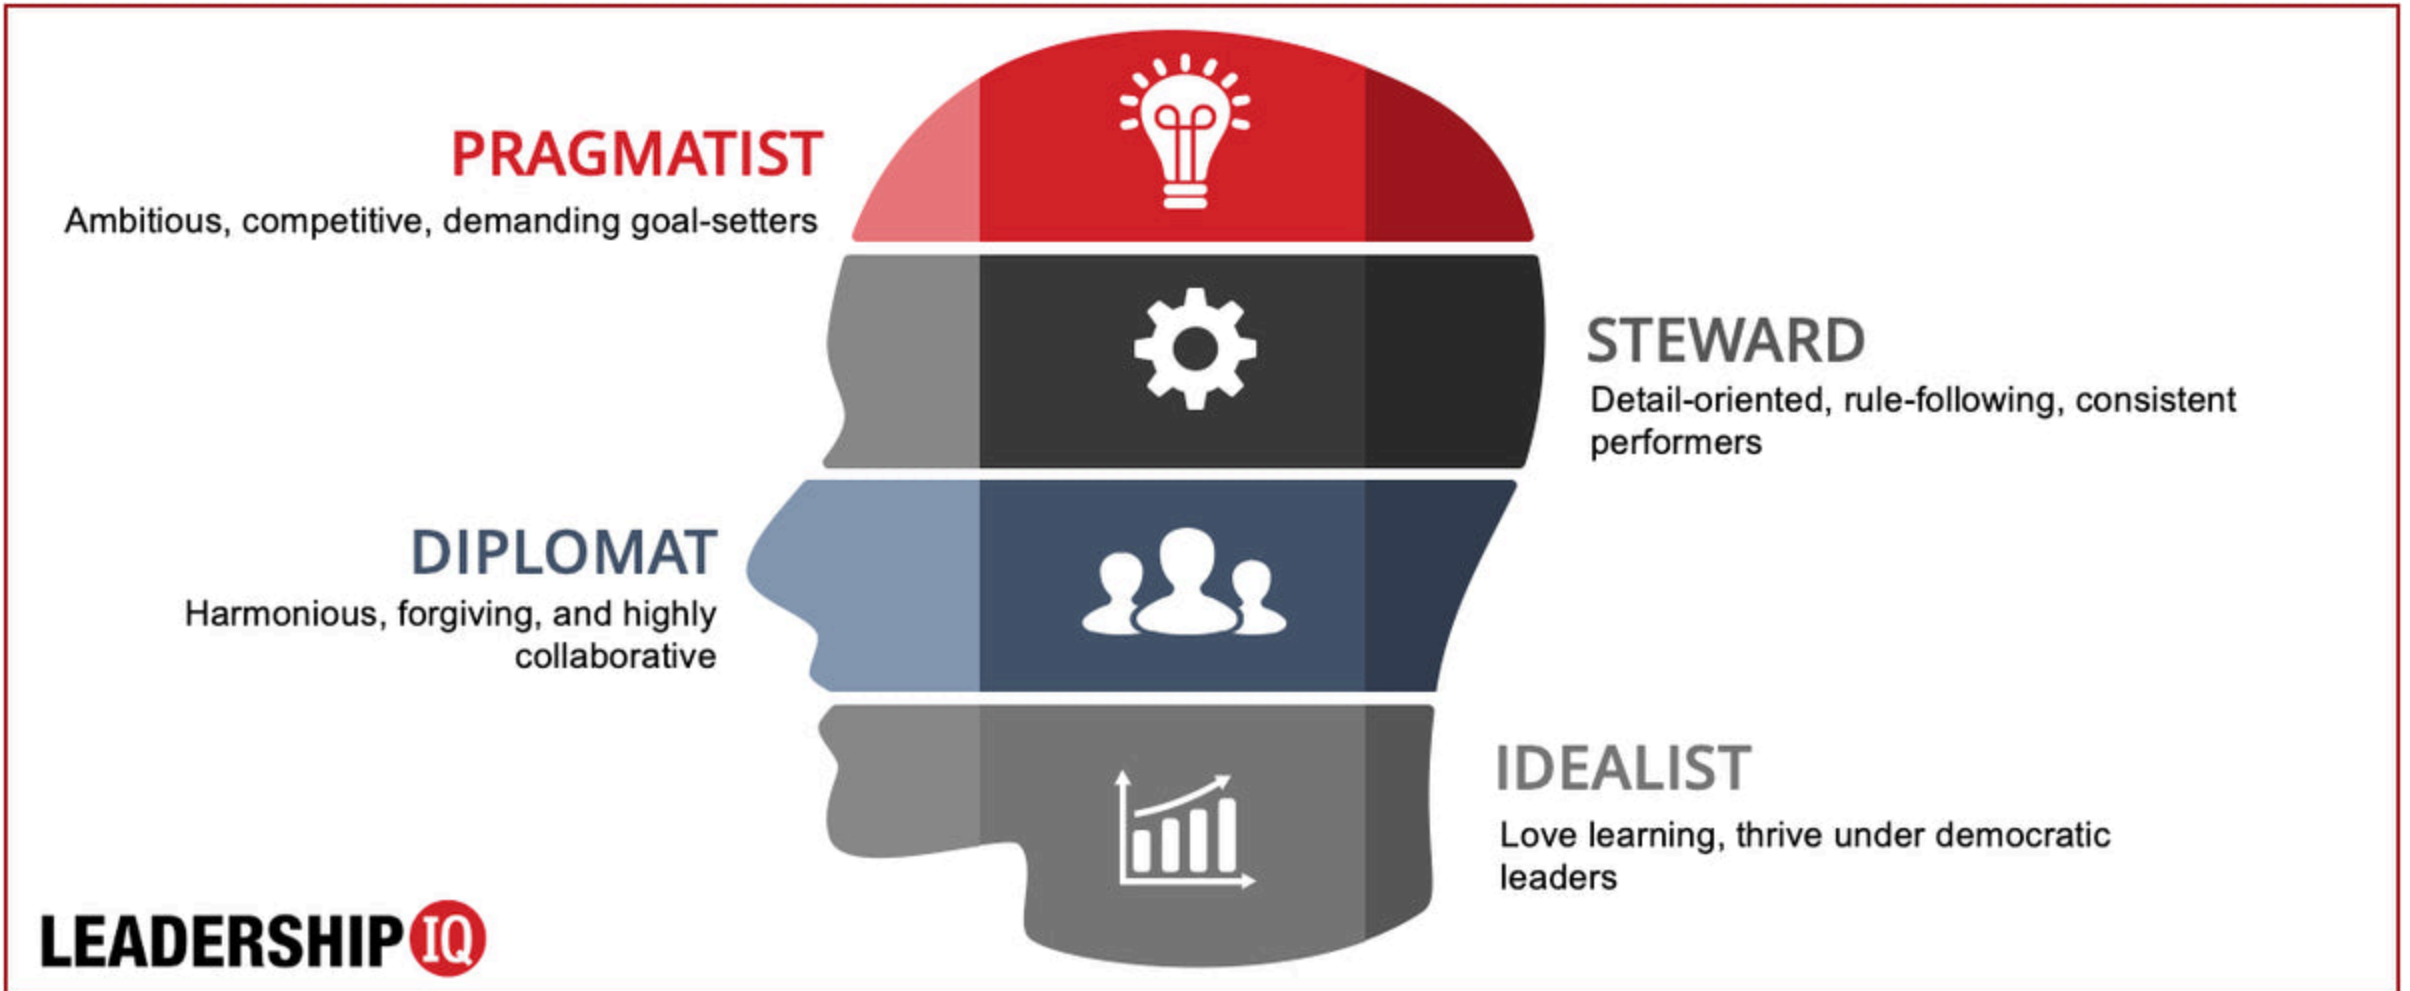 PRAGMATIST
Ambitious, competitive, demanding goal-setters
STEWARD
Detail-oriented, rule-following, consistent
performers
DIPLOMAT
Harmonious, forgiving, and highly
collaborative
IDEALIST
Love learning, thrive under democratic
leaders
LEADERSHIP IQ